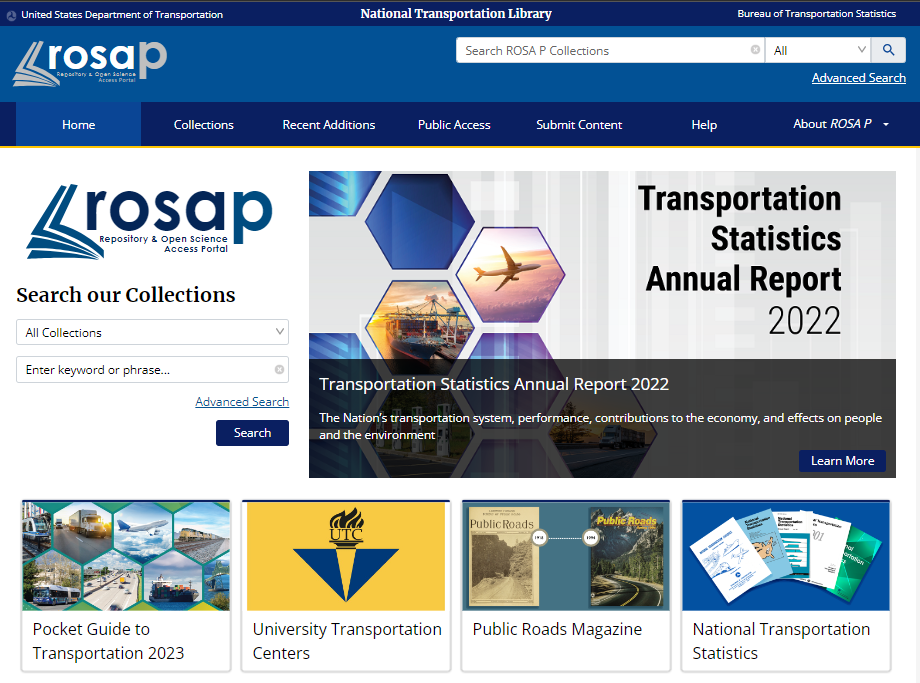 United States Department of Transportation
National Transportation Library
Bureau of Transportation Statistics
rosap
Repository & Open Science
Access Portal
Search ROSA P Collections
All
Advanced Search
Home
Collections
Recent Additions
Public Access
Submit Content
Help
About ROSA P
rosap
Repository & Open Science
Access Portal
Search our Collections
All Collections
Enter keyword or phrase...
Advanced Search
Search
Transportation
Statistics
Annual Report
2022
Transportation Statistics Annual Report 2022
The Nation's transportation system, performance, contributions to the economy, and effects on people
and the environment
Learn More
UTC
Public Roads
1918
Public Roads
Pocket Guide to
Transportation 2023
University Transportation
Centers
Public Roads Magazine
National Transportation
Statistics